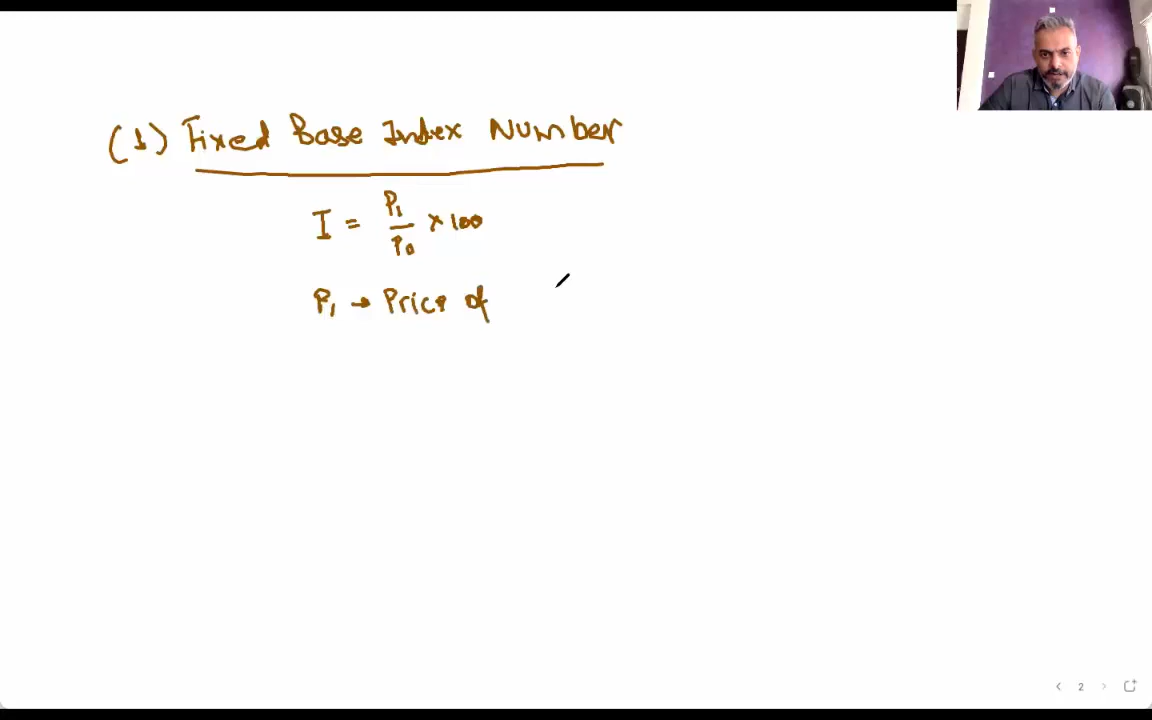 (1) Fixed Base Index Number
I = P₁/P₀ × 100
P₁ → Price of
2